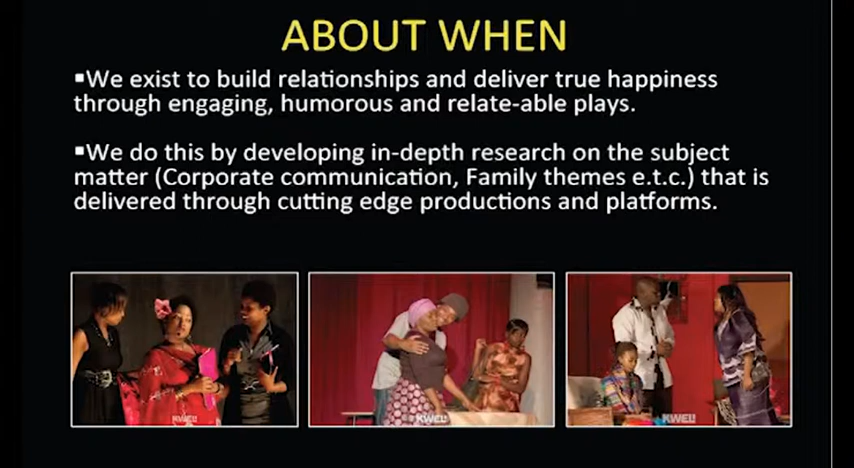 ABOUT WHEN
▪We exist to build relationships and deliver true happiness
through engaging, humorous and relate-able plays.
▪We do this by developing in-depth research on the subject
matter (Corporate communication, Family themes e.t.c.) that is
delivered through cutting edge productions and platforms.
KWELI
KWELI
KWELI